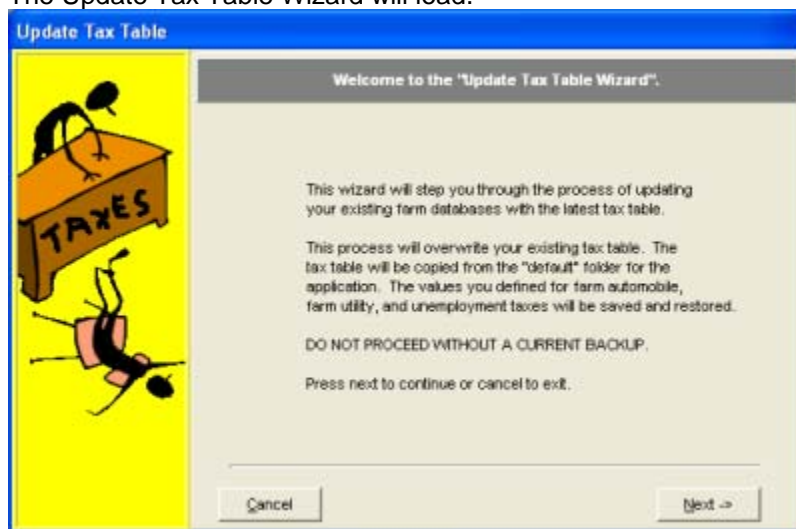 The Update Tax Table Wizard will load.
Update Tax Table
Welcome to the "Update Tax Table Wizard".
TAXES
This wizard will step you through the process of updating
your existing farm databases with the latest tax table.
This process will overwrite your existing tax table. The
tax table will be copied from the "default" folder for the
application. The values you defined for farm automobile,
farm utility, and unemployment taxes will be saved and restored.
DO NOT PROCEED WITHOUT A CURRENT BACKUP.
Press next to continue or cancel to exit.
Cancel
Next ->